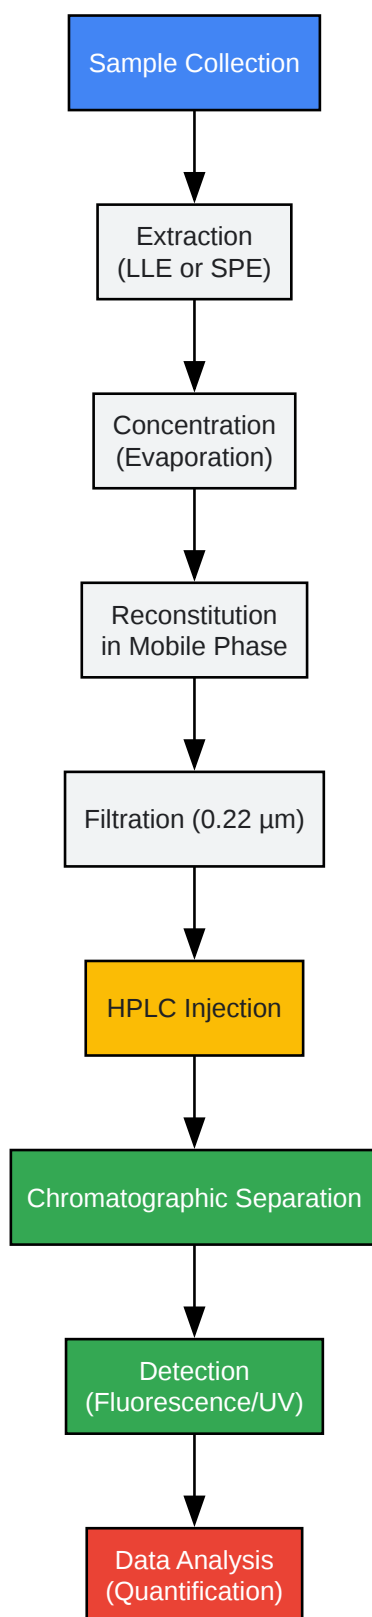 Sample Collection
Extraction
(LLE or SPE)
Concentration
(Evaporation)
Reconstitution
in Mobile Phase
Filtration (0.22 µm)
HPLC Injection
Chromatographic Separation
Detection
(Fluorescence/UV)
Data Analysis
(Quantification)